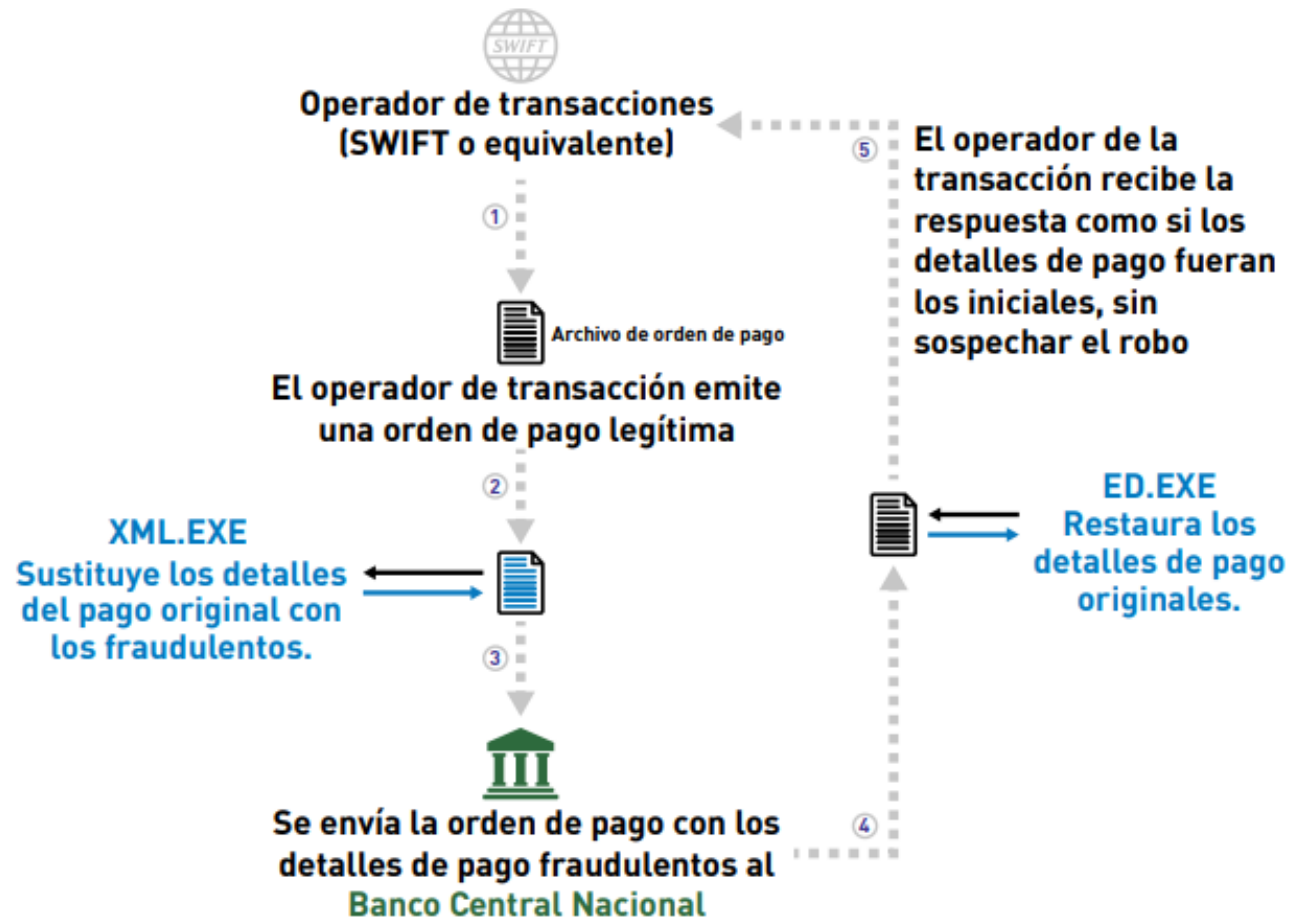 SWIFT
Operador de transacciones
(SWIFT o equivalente)
1
Archivo de orden de pago
El operador de transacción emite
una orden de pago legítima
2
XML.EXE
Sustituye los detalles
del pago original con
los fraudulentos.
3
Se envía la orden de pago con los
detalles de pago fraudulentos al
Banco Central Nacional
4
ED.EXE
Restaura los
detalles de pago
originales.
5
El operador de la
transacción recibe la
respuesta como si los
detalles de pago fueran
los iniciales, sin
sospechar el robo